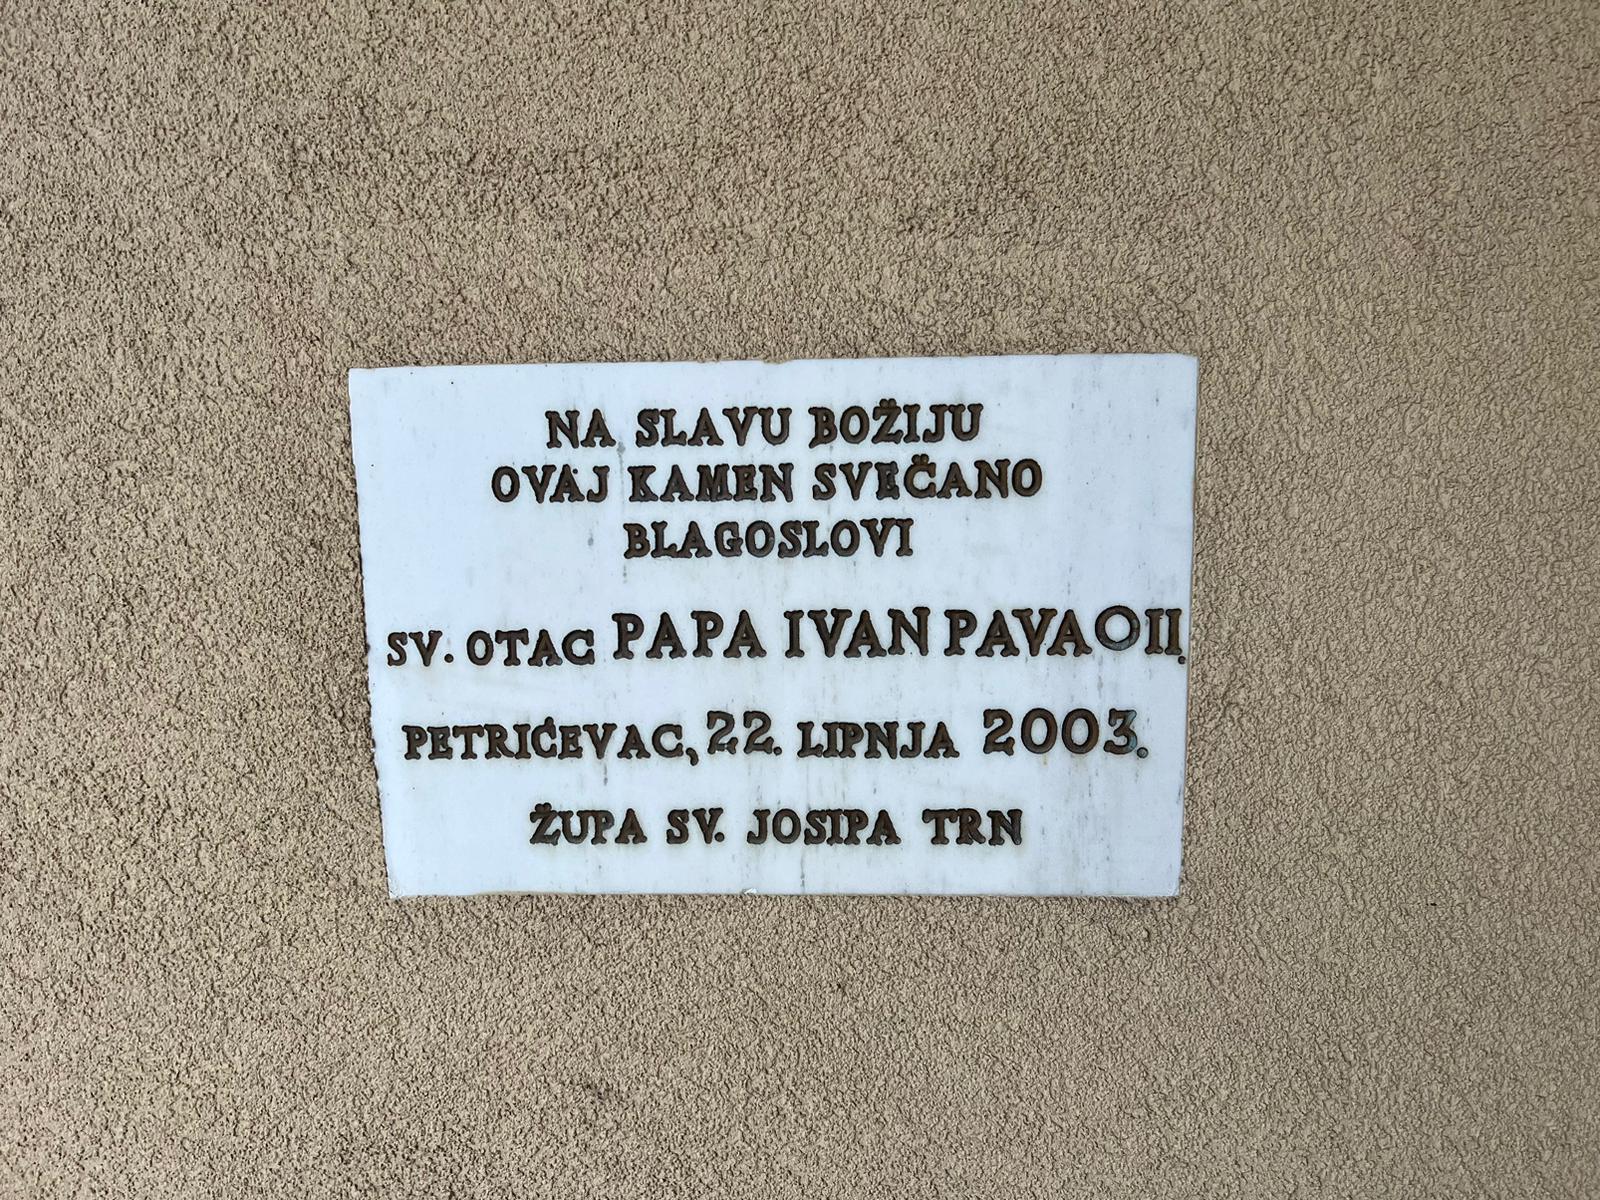 NA SLAVU BOŽIJU
OVAJ KAMEN SVEČANO
BLAGOSLOVI
SV. OTAC PAPA IVAN PAVAO II.
PETRIĆEVAC, 22. LIPNJA 2003.
ŽUPA SV. JOSIPA TRN